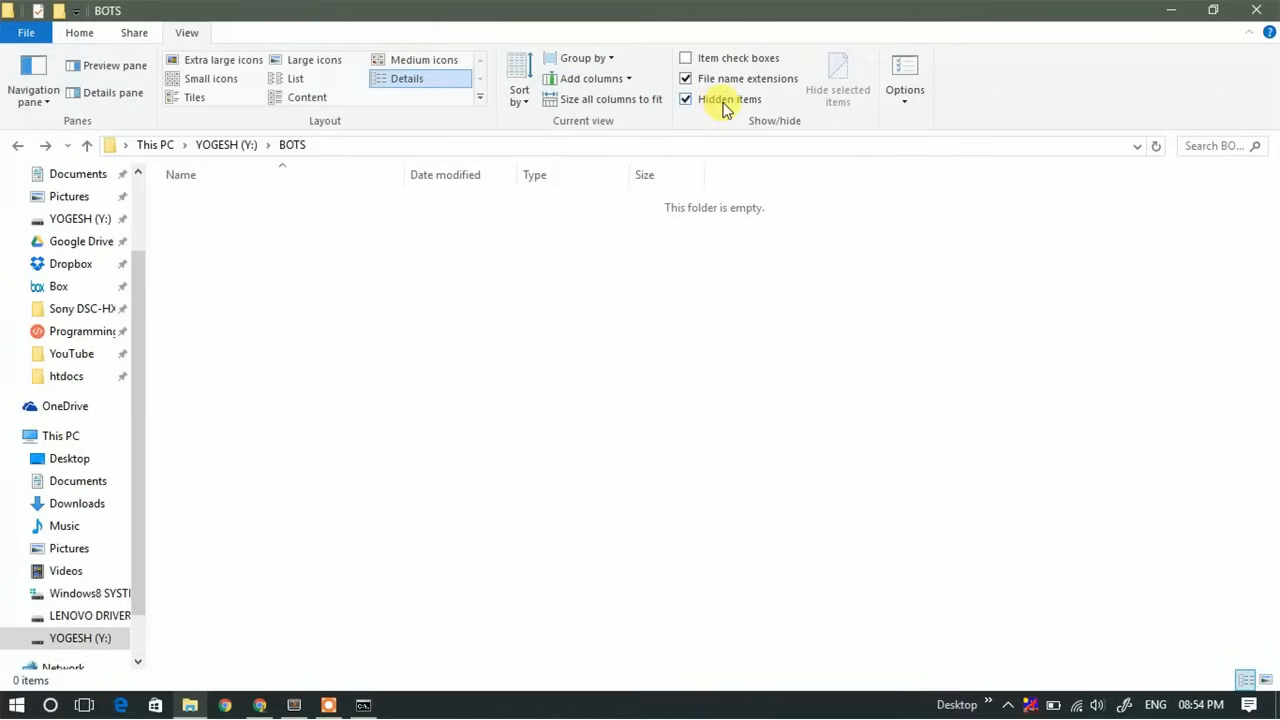 BOTS
File Home Share View
Navigation pane
Preview pane
Details pane
Panes
Extra large icons Large icons Medium icons
Small icons List Details
Tiles Content
Layout
Sort by
Group by
Add columns
Size all columns to fit
Current view
Item check boxes
File name extensions
Hidden items
Show/hide
Hide selected items
Options
This PC YOGESH (Y:) BOTS
Search BO...
Name Date modified Type Size
This folder is empty.
Documents
Pictures
YOGESH (Y:)
Google Drive
Dropbox
Box
Sony DSC-HX
Programming
YouTube
htdocs
OneDrive
This PC
Desktop
Documents
Downloads
Music
Pictures
Videos
Windows8 SYST
LENOVO DRIVER
YOGESH (Y:)
Network
0 items
Desktop ENG 08:54 PM